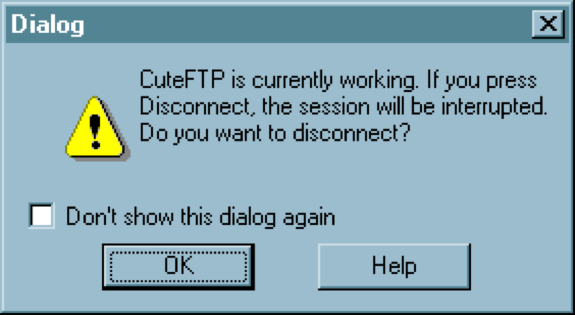 Dialog
CuteFTP is currently working. If you press
Disconnect, the session will be interrupted.
Do you want to disconnect?
Don't show this dialog again
OK
Help